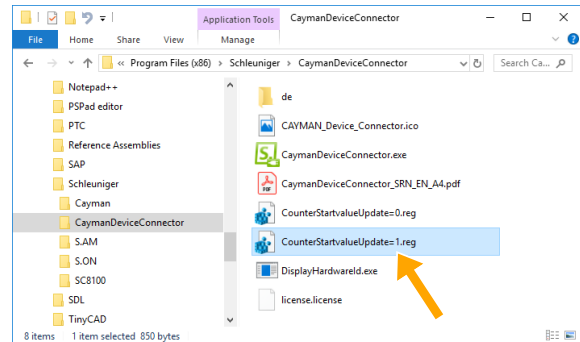 Application Tools CaymanDeviceConnector
File Home Share View Manage
« Program Files (x86) › Schleuniger › CaymanDeviceConnector Search Ca...
Notepad++
PSPad editor
PTC
Reference Assemblies
SAP
Schleuniger
Cayman
CaymanDeviceConnector
S.AM
S.ON
SC8100
SDL
TinyCAD
de
CAYMAN_Device_Connector.ico
CaymanDeviceConnector.exe
CaymanDeviceConnector_SRN_EN_A4.pdf
CounterStartvalueUpdate=0.reg
CounterStartvalueUpdate=1.reg
DisplayHardwareId.exe
license.license
8 items 1 item selected 850 bytes